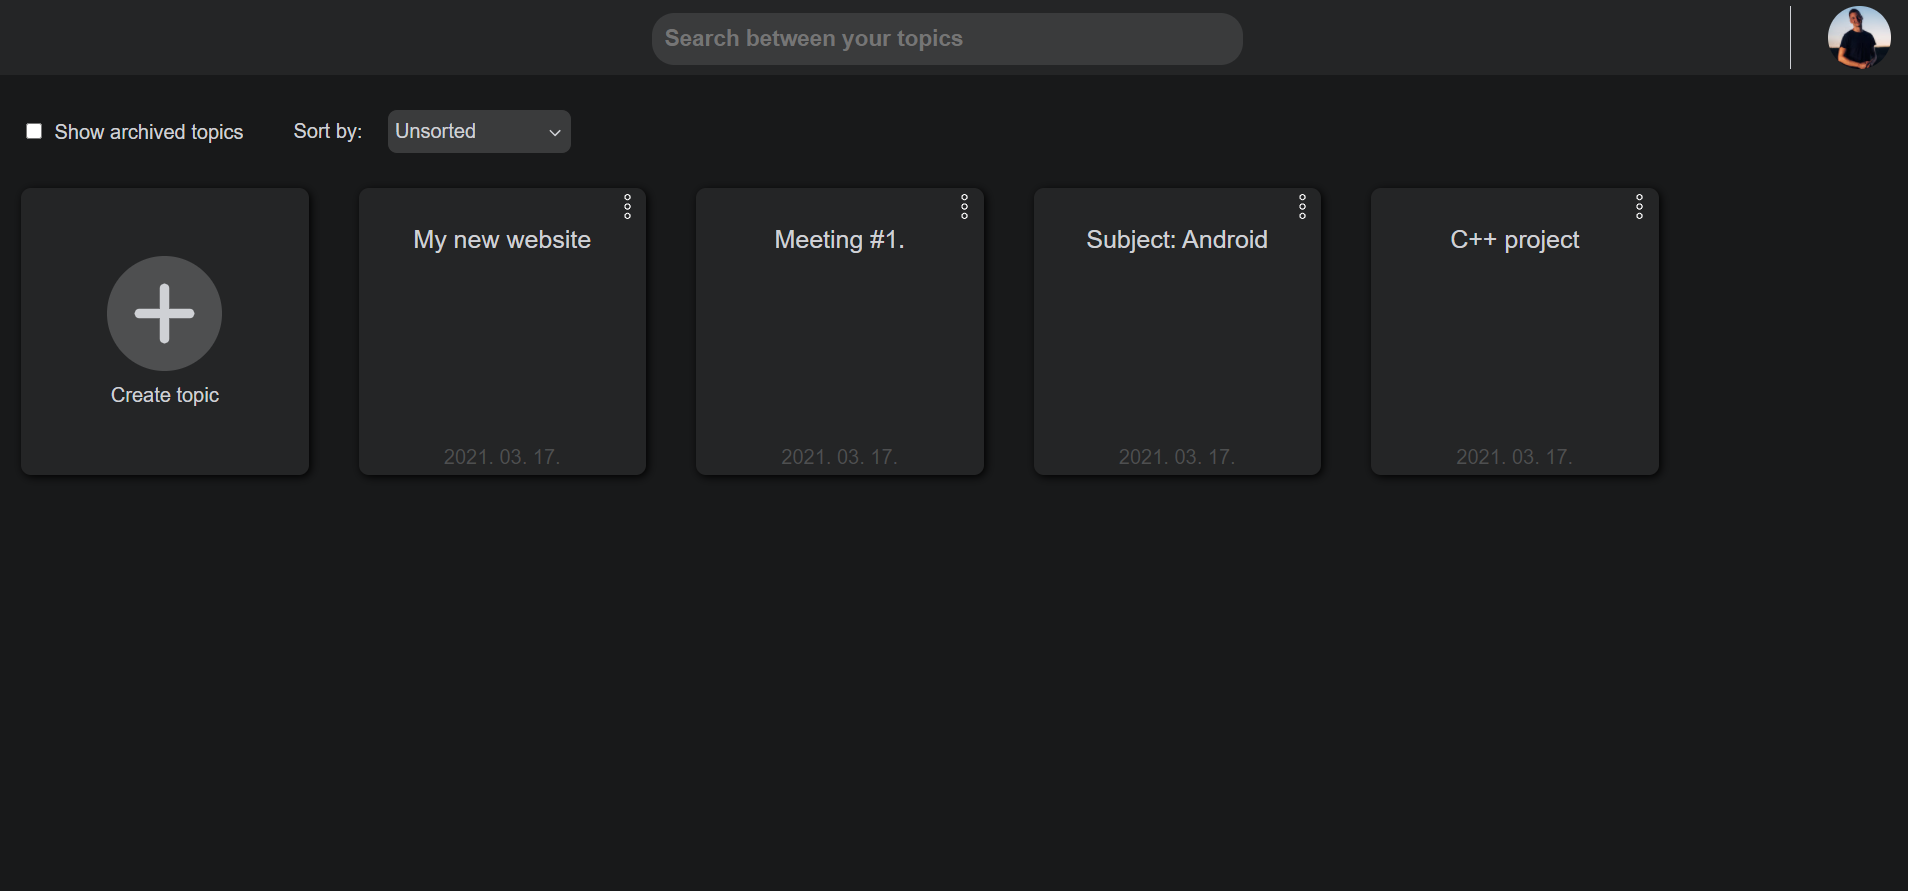 Search between your topics
Show archived topics
Sort by:
Unsorted
Create topic
My new website
2021. 03. 17.
Meeting #1.
2021. 03. 17.
Subject: Android
2021. 03. 17.
C++ project
2021. 03. 17.